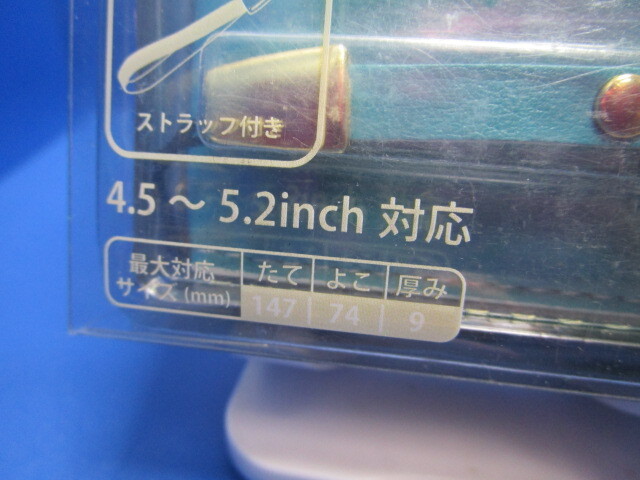 ストラップ付き
4.5 ～ 5.2inch 対応
最大対応
サイズ (mm)
たて よこ 厚み
147 74 9